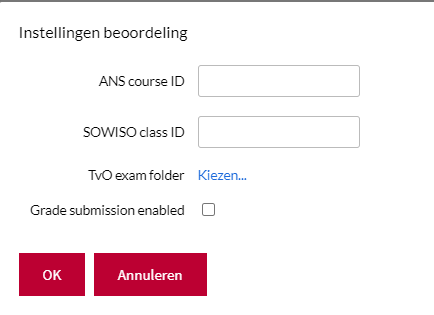 Instellingen beoordeling
ANS course ID
SOWISO class ID
TvO exam folder Kiezen...
Grade submission enabled
OK Annuleren